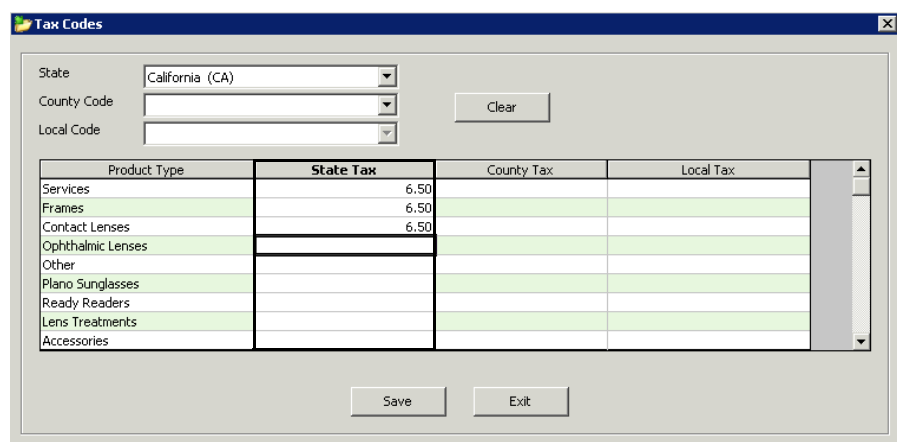 Tax Codes
State California (CA)
County Code
Clear
Local Code
Product Type State Tax County Tax Local Tax
Services 6.50
Frames 6.50
Contact Lenses 6.50
Ophthalmic Lenses
Other
Plano Sunglasses
Ready Readers
Lens Treatments
Accessories
Save Exit